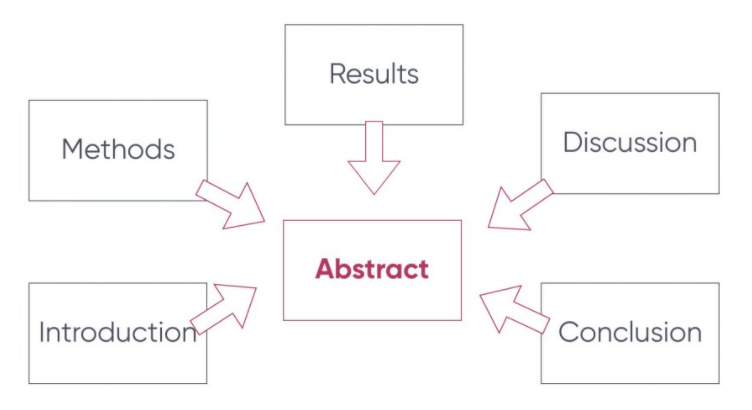 Results
Methods
Discussion
Abstract
Introduction
Conclusion